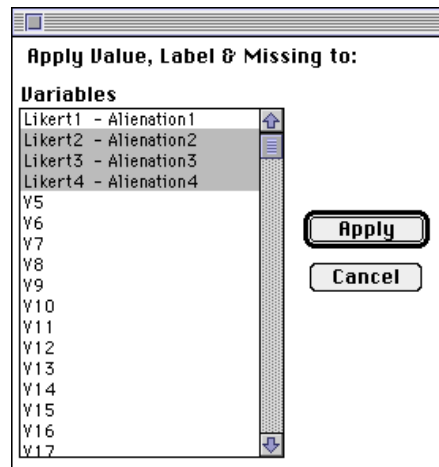 Apply Value, Label & Missing to:
Variables
Likert1 - Alienation1
Likert2 - Alienation2
Likert3 - Alienation3
Likert4 - Alienation4
V5
V6
V7
V8
V9
V10
V11
V12
V13
V14
V15
V16
V17
Apply
Cancel